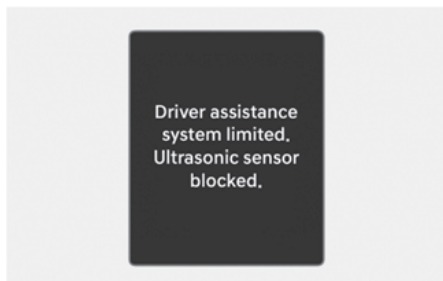 Driver assistance
system limited.
Ultrasonic sensor
blocked.